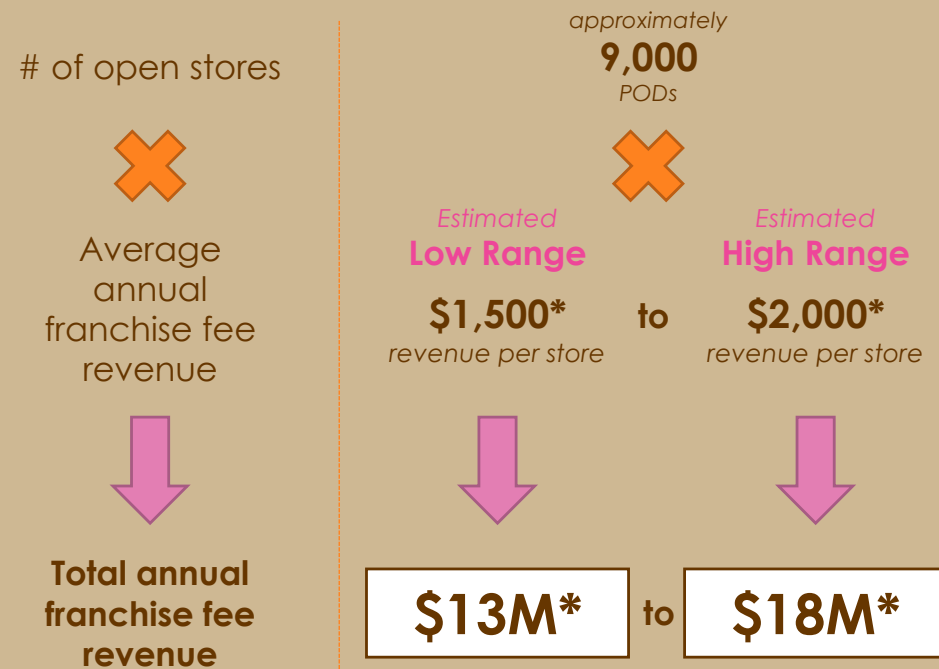 # of open stores
approximately
9,000
PODs
Average
annual
franchise fee
revenue
Estimated
Low Range
Estimated
High Range
$1,500*
to
$2,000*
revenue per store
revenue per store
Total annual
franchise fee
revenue
$13M*
to
$18M*